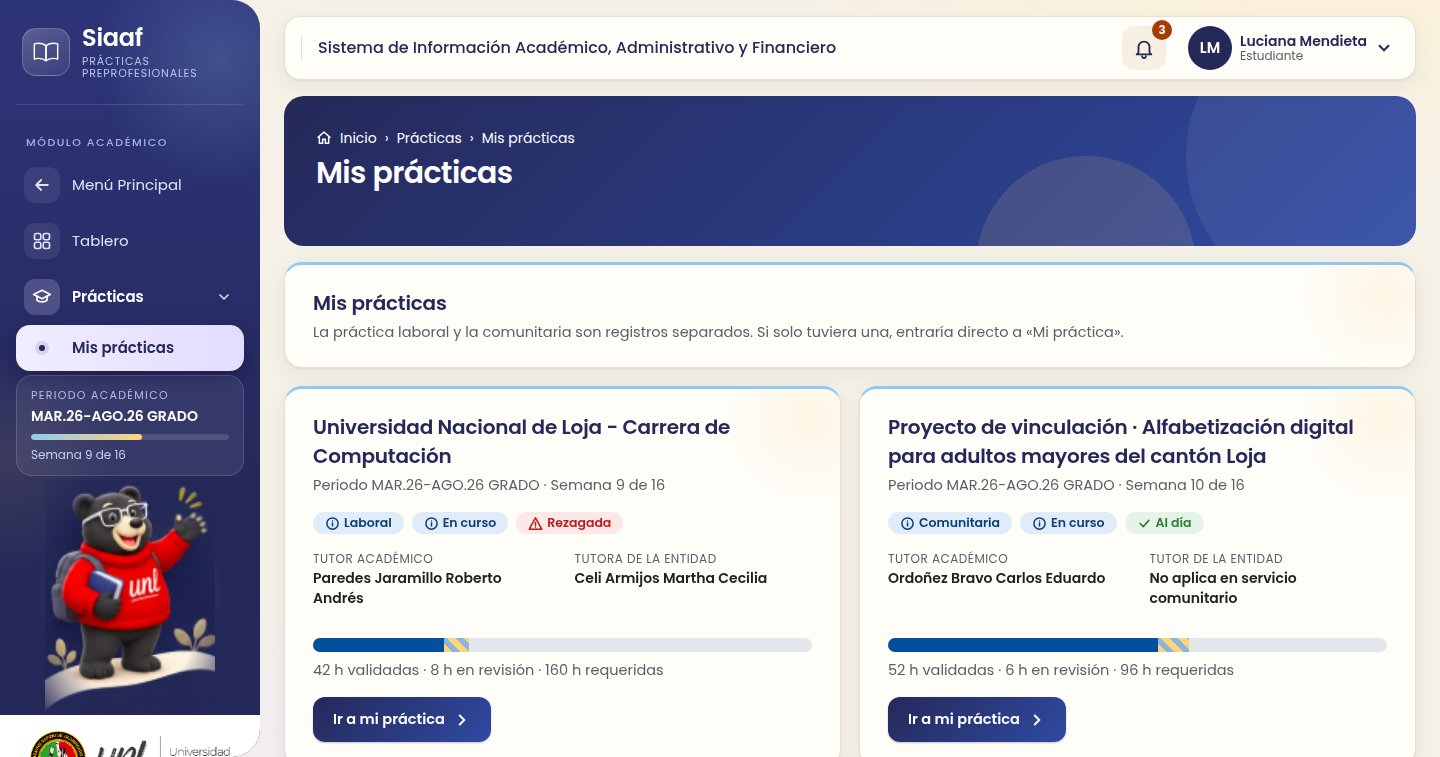 Siaaf
PRÁCTICAS
PREPROFESIONALES
MÓDULO ACADÉMICO
Menú Principal
Tablero
Prácticas
Mis prácticas
PERIODO ACADÉMICO
MAR.26-AGO.26 GRADO
Semana 9 de 16
unl
unl
Universidad
Sistema de Información Académico, Administrativo y Financiero
3
LM
Luciana Mendieta
Estudiante
Inicio › Prácticas › Mis prácticas
Mis prácticas
Mis prácticas
La práctica laboral y la comunitaria son registros separados. Si solo tuviera una, entraría directo a «Mi práctica».
Universidad Nacional de Loja - Carrera de
Computación
Periodo MAR.26-AGO.26 GRADO · Semana 9 de 16
Laboral
En curso
Rezagada
TUTOR ACADÉMICO
Paredes Jaramillo Roberto
Andrés
TUTORA DE LA ENTIDAD
Celi Armijos Martha Cecilia
42 h validadas · 8 h en revisión · 160 h requeridas
Ir a mi práctica
Proyecto de vinculación · Alfabetización digital
para adultos mayores del cantón Loja
Periodo MAR.26-AGO.26 GRADO · Semana 10 de 16
Comunitaria
En curso
Al día
TUTOR ACADÉMICO
Ordoñez Bravo Carlos Eduardo
TUTOR DE LA ENTIDAD
No aplica en servicio
comunitario
52 h validadas · 6 h en revisión · 96 h requeridas
Ir a mi práctica